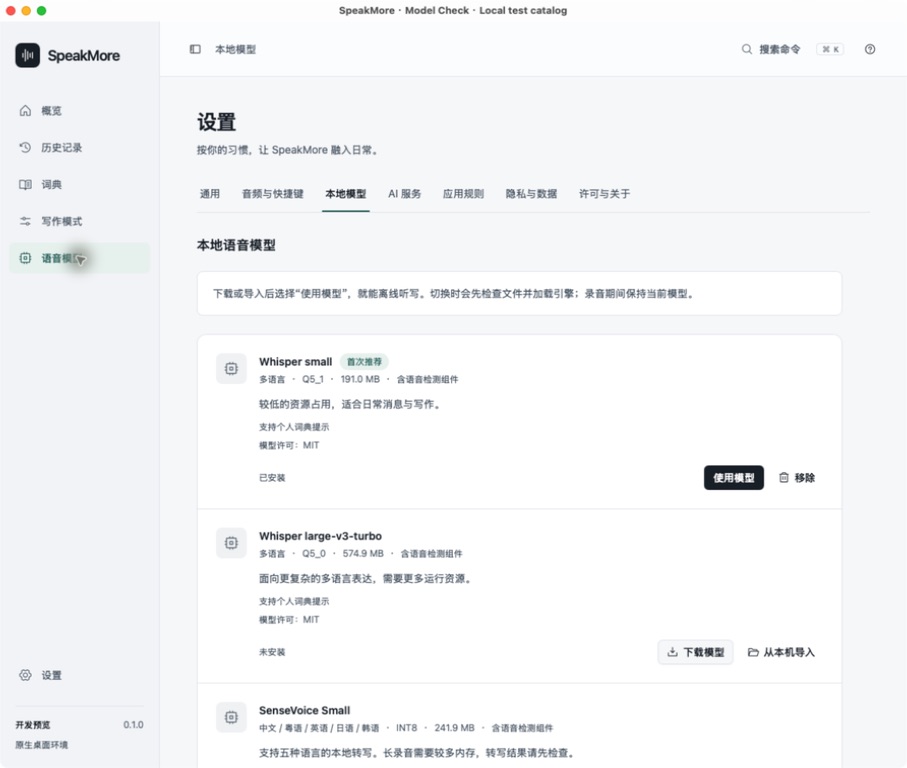 SpeakMore · Model Check · Local test catalog
SpeakMore
本地模型
搜索命令
⌘ K
概览
历史记录
词典
写作模式
语音模
设置
按你的习惯，让 SpeakMore 融入日常。
通用
音频与快捷键
本地模型
AI 服务
应用规则
隐私与数据
许可与关于
本地语音模型
下载或导入后选择“使用模型”，就能离线听写。切换时会先检查文件并加载引擎；录音期间保持当前模型。
Whisper small 首次推荐
多语言 · Q5_1 · 191.0 MB · 含语音检测组件
较低的资源占用，适合日常消息与写作。
支持个人词典提示
模型许可：MIT
已安装
使用模型
移除
Whisper large-v3-turbo
多语言 · Q5_0 · 574.9 MB · 含语音检测组件
面向更复杂的多语言表达，需要更多运行资源。
支持个人词典提示
模型许可：MIT
未安装
下载模型
从本机导入
SenseVoice Small
中文 / 粤语 / 英语 / 日语 / 韩语 · INT8 · 241.9 MB · 含语音检测组件
支持五种语言的本地转写。长录音需要较多内存，转写结果请先检查。
设置
开发预览 0.1.0
原生桌面环境